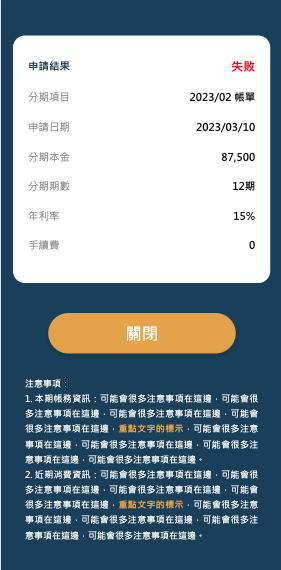 申請結果 失敗
分期項目 2023/02 帳單
申請日期 2023/03/10
分期本金 87,500
分期期數 12期
年利率 15%
手續費 0
關閉
注意事項：
1. 本期帳務資訊：可能會很多注意事項在這邊，可能會很
多注意事項在這邊，可能會很多注意事項在這邊，可能會
很多注意事項在這邊，重點文字的標示，可能會很多注意
事項在這邊，可能會很多注意事項在這邊，可能會很多注
意事項在這邊，可能會很多注意事項在這邊。
2. 近期消費資訊：可能會很多注意事項在這邊，可能會很
多注意事項在這邊，可能會很多注意事項在這邊，可能會
很多注意事項在這邊，重點文字的標示，可能會很多注意
事項在這邊，可能會很多注意事項在這邊，可能會很多注
意事項在這邊，可能會很多注意事項在這邊。